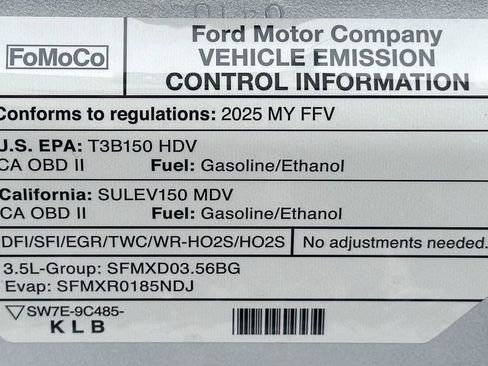 FoMoCo
Ford Motor Company
VEHICLE EMISSION
CONTROL INFORMATION
Conforms to regulations: 2025 MY FFV
U.S. EPA: T3B150 HDV
CA OBD II Fuel: Gasoline/Ethanol
California: SULEV150 MDV
CA OBD II Fuel: Gasoline/Ethanol
DFI/SFI/EGR/TWC/WR-HO2S/HO2S
No adjustments needed.
3.5L-Group: SFMXD03.56BG
Evap: SFMXR0185NDJ
SW7E-9C485-
KLB